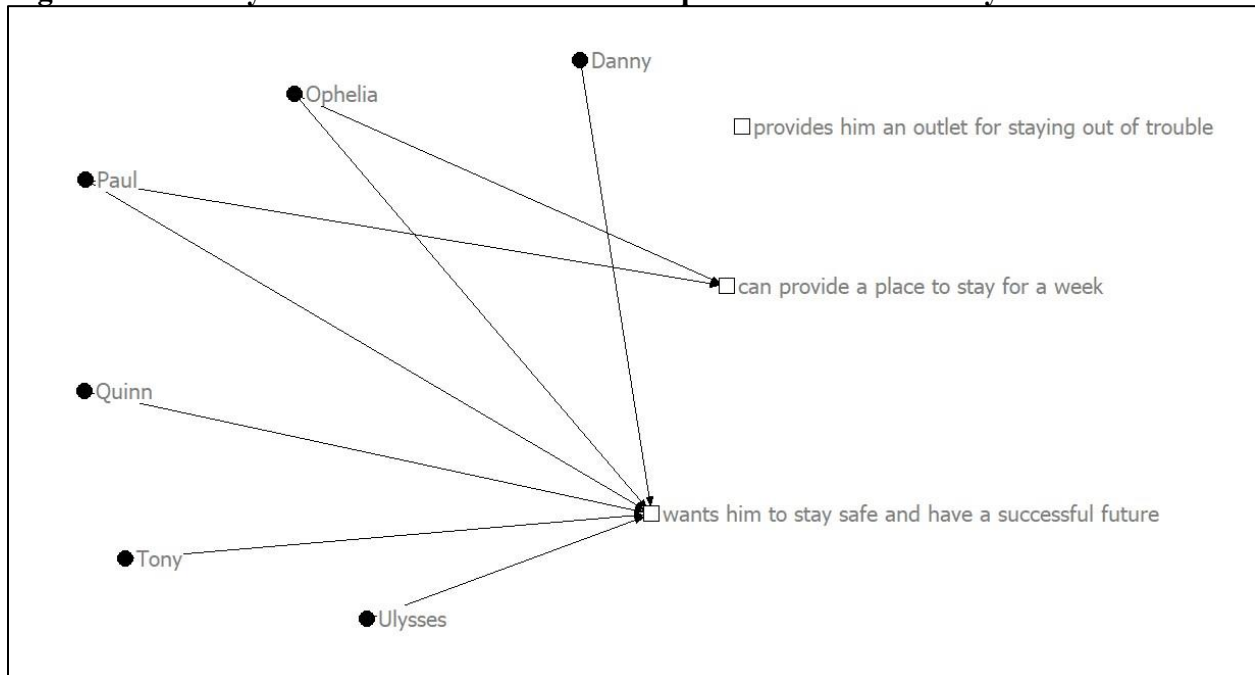 Danny
Ophelia
provides him an outlet for staying out of trouble
Paul
can provide a place to stay for a week
Quinn
wants him to stay safe and have a successful future
Tony
Ulysses